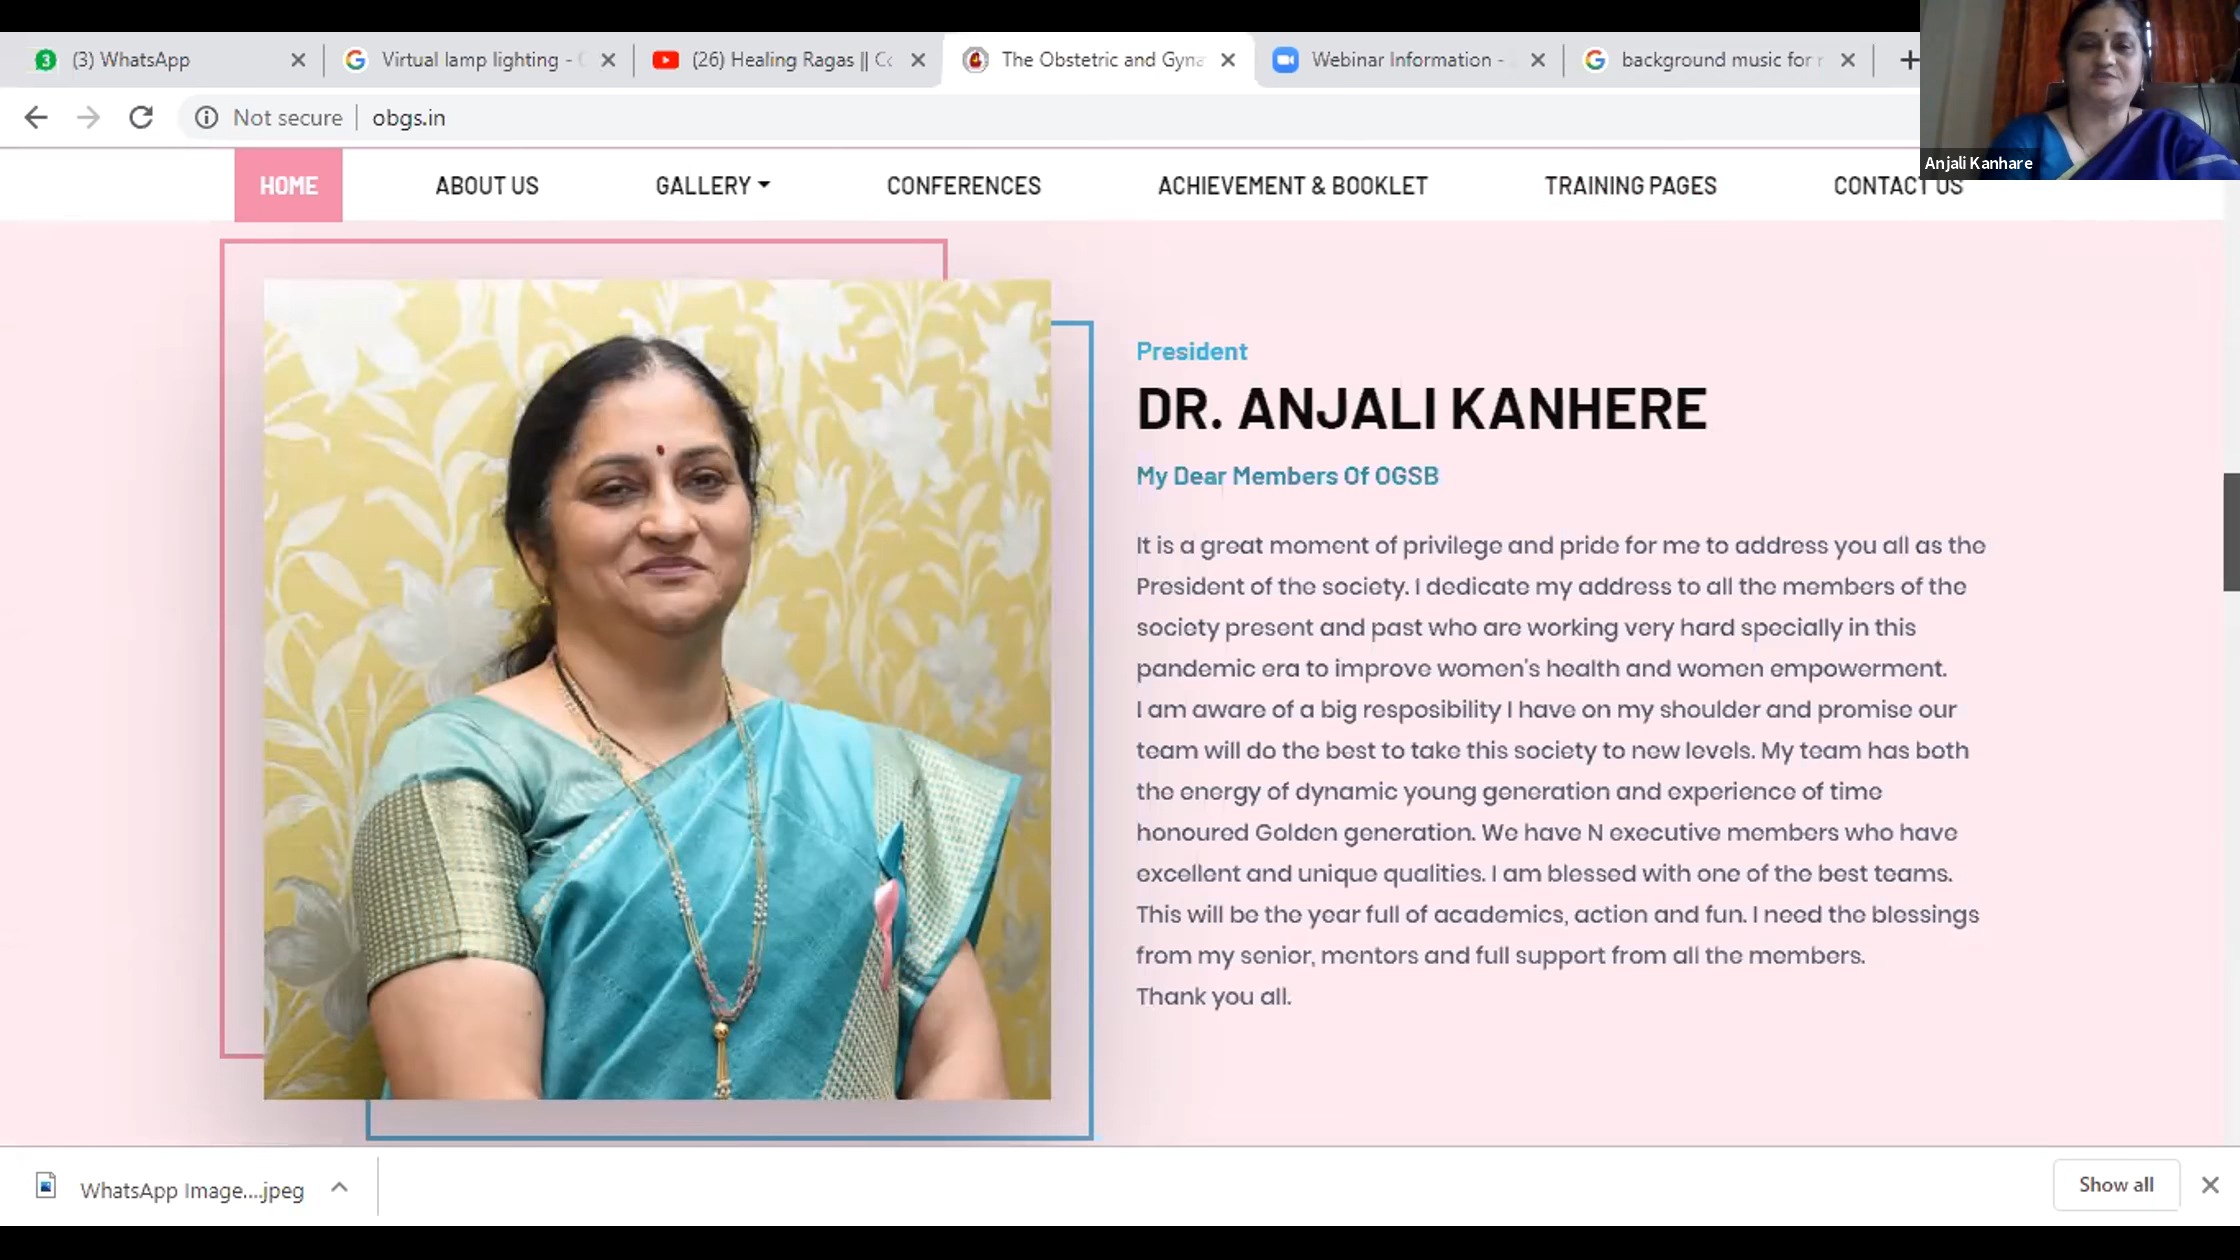 (3) WhatsApp
Virtual lamp lighting -
(26) Healing Ragas ||
The Obstetric and Gyna
Webinar Information -
background music for
Not secure
obgs.in
Anjali Kanhare
HOME
ABOUT US
GALLERY
CONFERENCES
ACHIEVEMENT & BOOKLET
TRAINING PAGES
CONTACT US
President
DR. ANJALI KANHERE
My Dear Members Of OGSB
It is a great moment of privilege and pride for me to address you all as the
President of the society. I dedicate my address to all the members of the
society present and past who are working very hard specially in this
pandemic era to improve women's health and women empowerment.
I am aware of a big resposibility I have on my shoulder and promise our
team will do the best to take this society to new levels. My team has both
the energy of dynamic young generation and experience of time
honoured Golden generation. We have N executive members who have
excellent and unique qualities. I am blessed with one of the best teams.
This will be the year full of academics, action and fun. I need the blessings
from my senior, mentors and full support from all the members.
Thank you all.
WhatsApp Image....jpeg
Show all